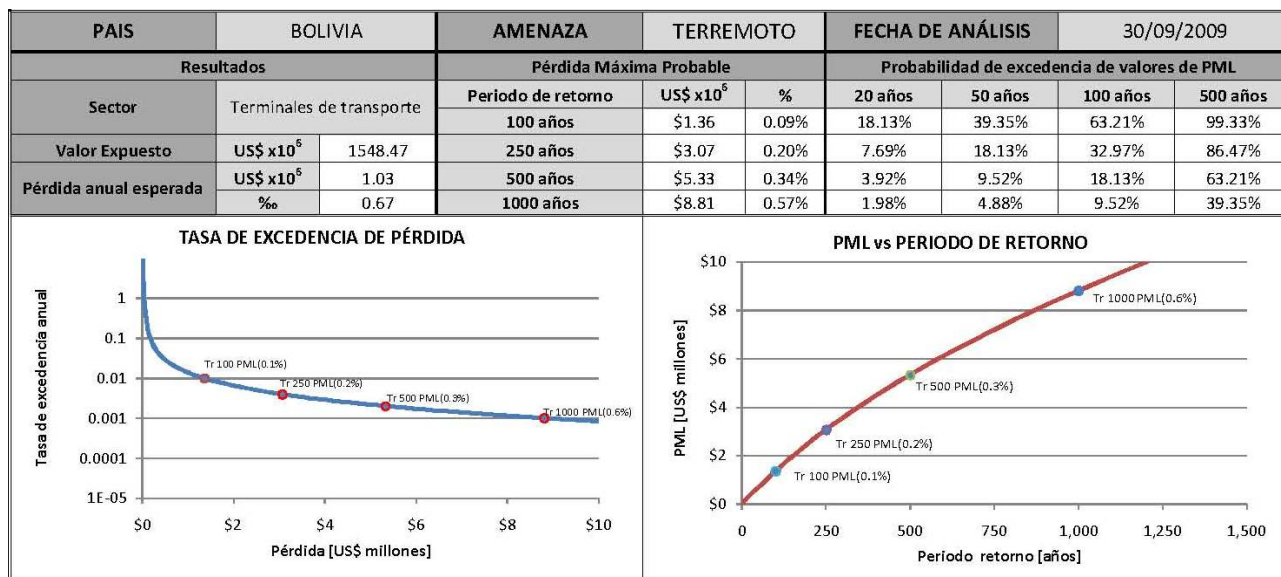 PAIS BOLIVIA AMENAZA TERREMOTO FECHA DE ANÁLISIS 30/09/2009
Resultados Pérdida Máxima Probable Probabilidad de excedencia de valores de PML
Sector Terminales de transporte Periodo de retorno US$ x10⁶ % 20 años 50 años 100 años 500 años
100 años $1.36 0.09% 18.13% 39.35% 63.21% 99.33%
Valor Expuesto US$ x10⁶ 1548.47 250 años $3.07 0.20% 7.69% 18.13% 32.97% 86.47%
Pérdida anual esperada US$ x10⁶ 1.03 500 años $5.33 0.34% 3.92% 9.52% 18.13% 63.21%
‰ 0.67 1000 años $8.81 0.57% 1.98% 4.88% 9.52% 39.35%
TASA DE EXCEDENCIA DE PÉRDIDA
Tasa de excedencia anual
1
0.1
0.01
0.001
0.0001
1E-05
Tr 100 PML(0.1%)
Tr 250 PML(0.2%)
Tr 500 PML(0.3%)
Tr 1000 PML(0.6%)
$0 $2 $4 $6 $8 $10
Pérdida [US$ millones]
PML vs PERIODO DE RETORNO
PML [US$ millones]
$10
$8
$6
$4
$2
$0
Tr 1000 PML(0.6%)
Tr 500 PML(0.3%)
Tr 250 PML(0.2%)
Tr 100 PML(0.1%)
0 250 500 750 1,000 1,250 1,500
Periodo retorno [años]